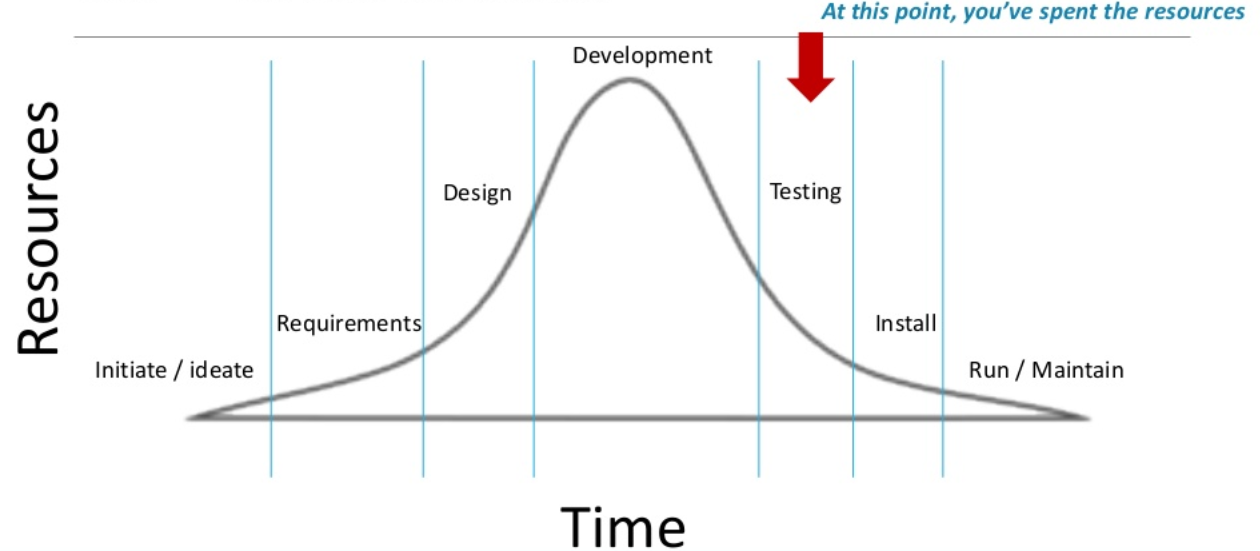 At this point, you’ve spent the resources
Development
Resources
Design
Testing
Requirements
Install
Initiate / ideate
Run / Maintain
Time